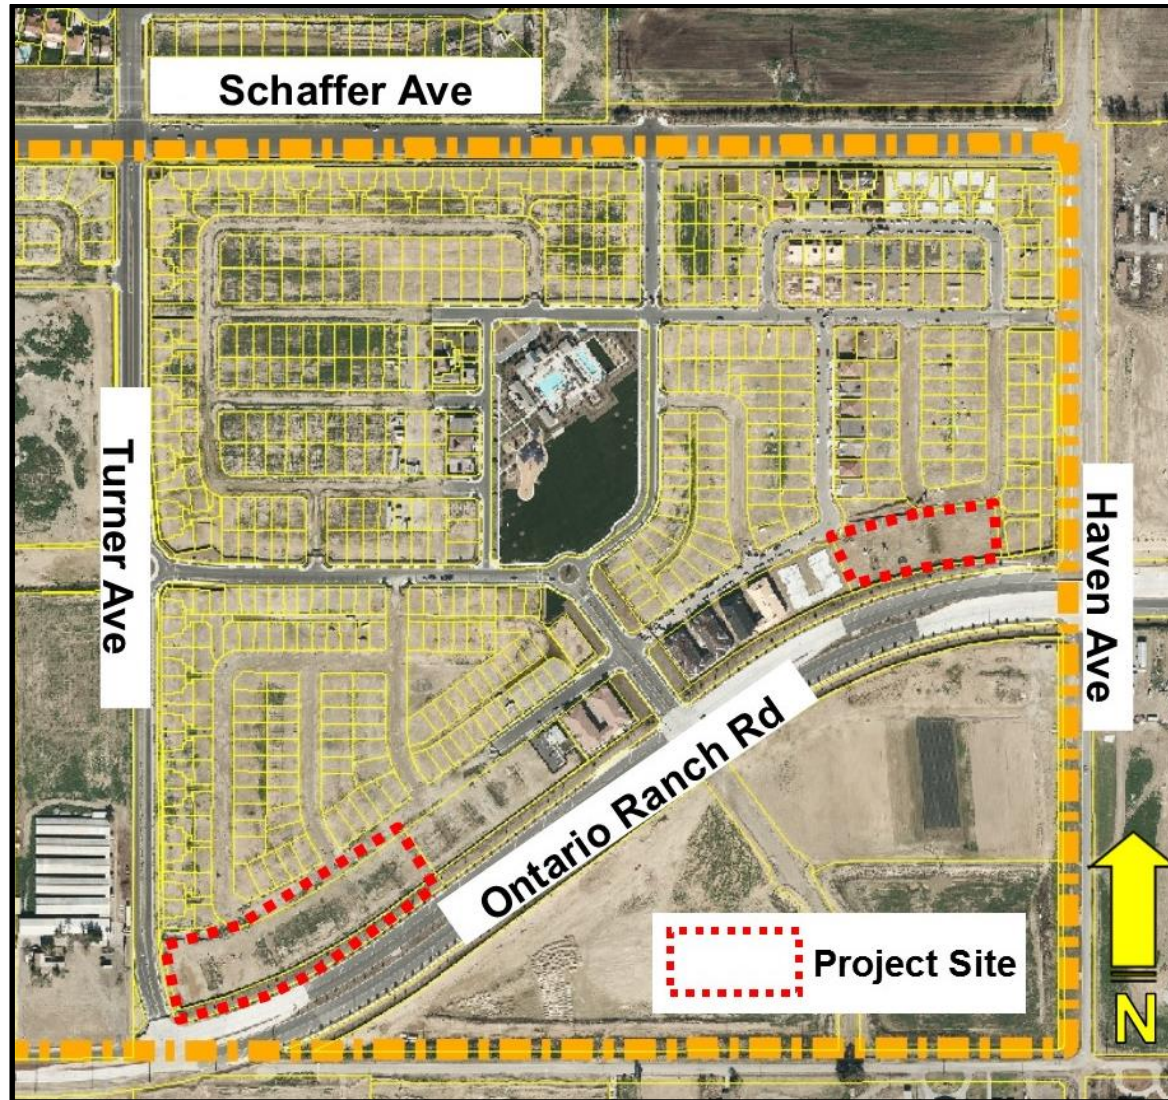 Schaffer Ave
Turner Ave
Haven Ave
Ontario Ranch Rd
Project Site
N